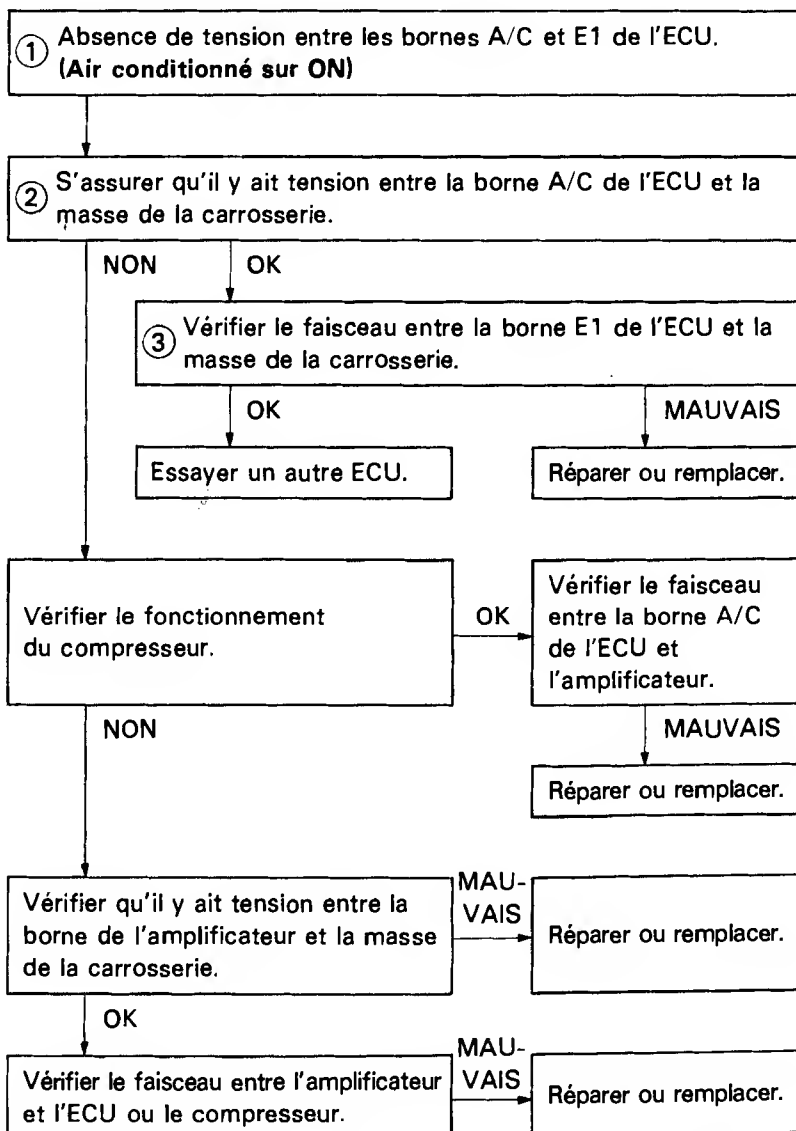 ① Absence de tension entre les bornes A/C et E1 de l'ECU.
(Air conditionné sur ON)
② S'assurer qu'il y ait tension entre la borne A/C de l'ECU et la
masse de la carrosserie.
NON
OK
③ Vérifier le faisceau entre la borne E1 de l'ECU et la
masse de la carrosserie.
OK
MAUVAIS
Essayer un autre ECU.
Réparer ou remplacer.
Vérifier le fonctionnement
du compresseur.
OK
Vérifier le faisceau
entre la borne A/C
de l'ECU et
l'amplificateur.
NON
MAUVAIS
Réparer ou remplacer.
Vérifier qu'il y ait tension entre la
borne de l'amplificateur et la masse
de la carrosserie.
MAU-
VAIS
Réparer ou remplacer.
OK
Vérifier le faisceau entre l'amplificateur
et l'ECU ou le compresseur.
MAU-
VAIS
Réparer ou remplacer.